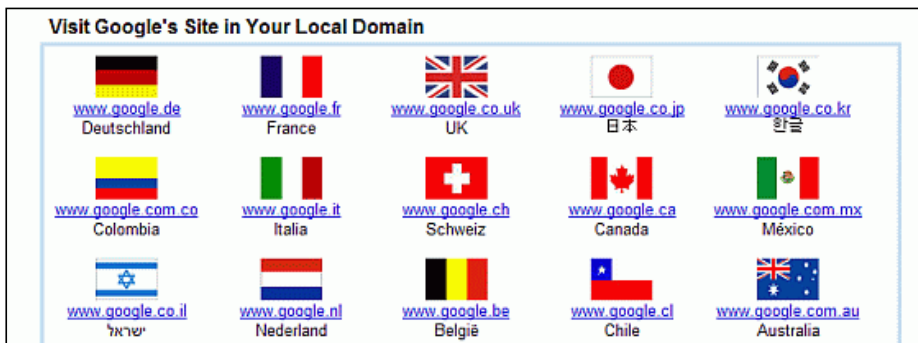 Visit Google's Site in Your Local Domain
www.google.de www.google.fr www.google.co.uk www.google.co.jp www.google.co.kr
Deutschland France UK 日本 한글
www.google.com.co www.google.it www.google.ch www.google.ca www.google.com.mx
Colombia Italia Schweiz Canada México
www.google.co.il www.google.nl www.google.be www.google.cl www.google.com.au
ישראל Nederland België Chile Australia